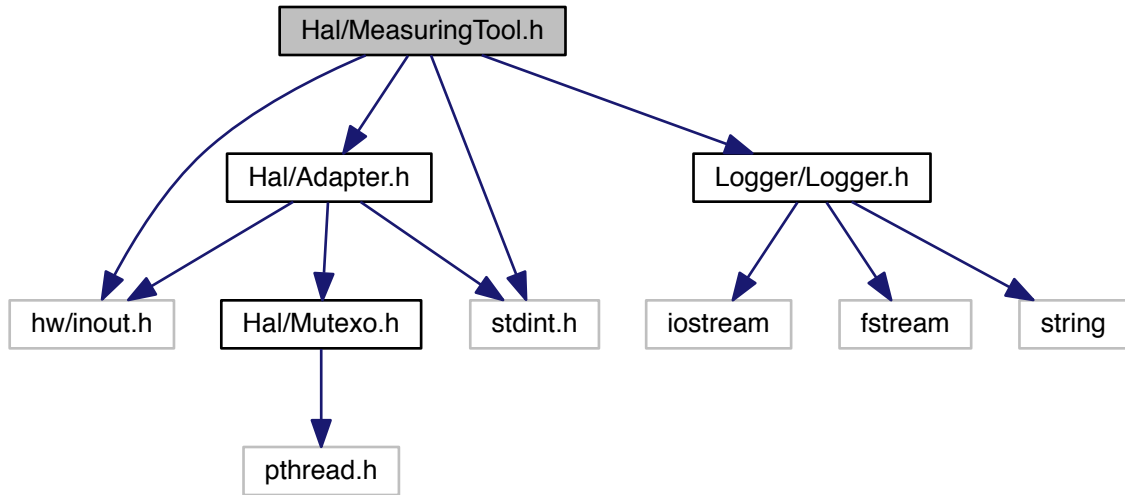 Hal/MeasuringTool.h
Hal/Adapter.h
Logger/Logger.h
hw/inout.h
Hal/Mutexo.h
stdint.h
iostream
fstream
string
pthread.h